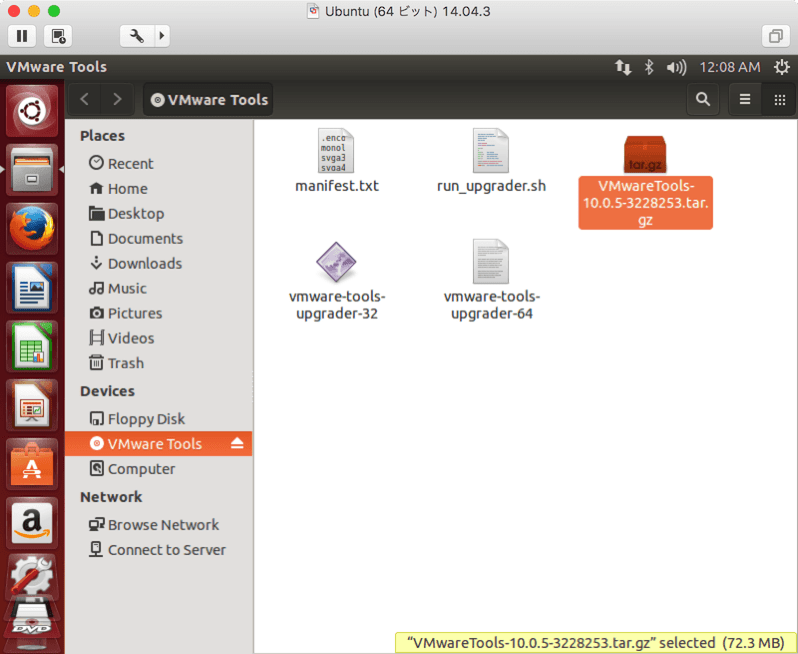 Ubuntu (64 ビット) 14.04.3
VMware Tools
12:08 AM
VMware Tools
Places
Recent
Home
Desktop
Documents
Downloads
Music
Pictures
Videos
Trash
Devices
Floppy Disk
VMware Tools
Computer
Network
Browse Network
Connect to Server
.enco
monol
svga3
svga4
manifest.txt
run_upgrader.sh
tar.gz
VMwareTools-
10.0.5-3228253.tar.
gz
vmware-tools-
upgrader-32
vmware-tools-
upgrader-64
a
DVD
“VMwareTools-10.0.5-3228253.tar.gz” selected (72.3 MB)